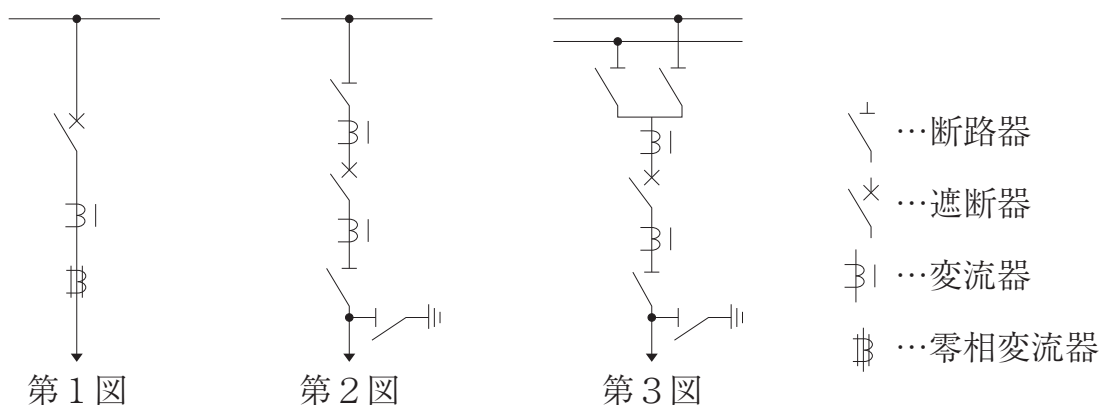 …断路器
…遮断器
…変流器
…零相変流器
第1図
第2図
第3図